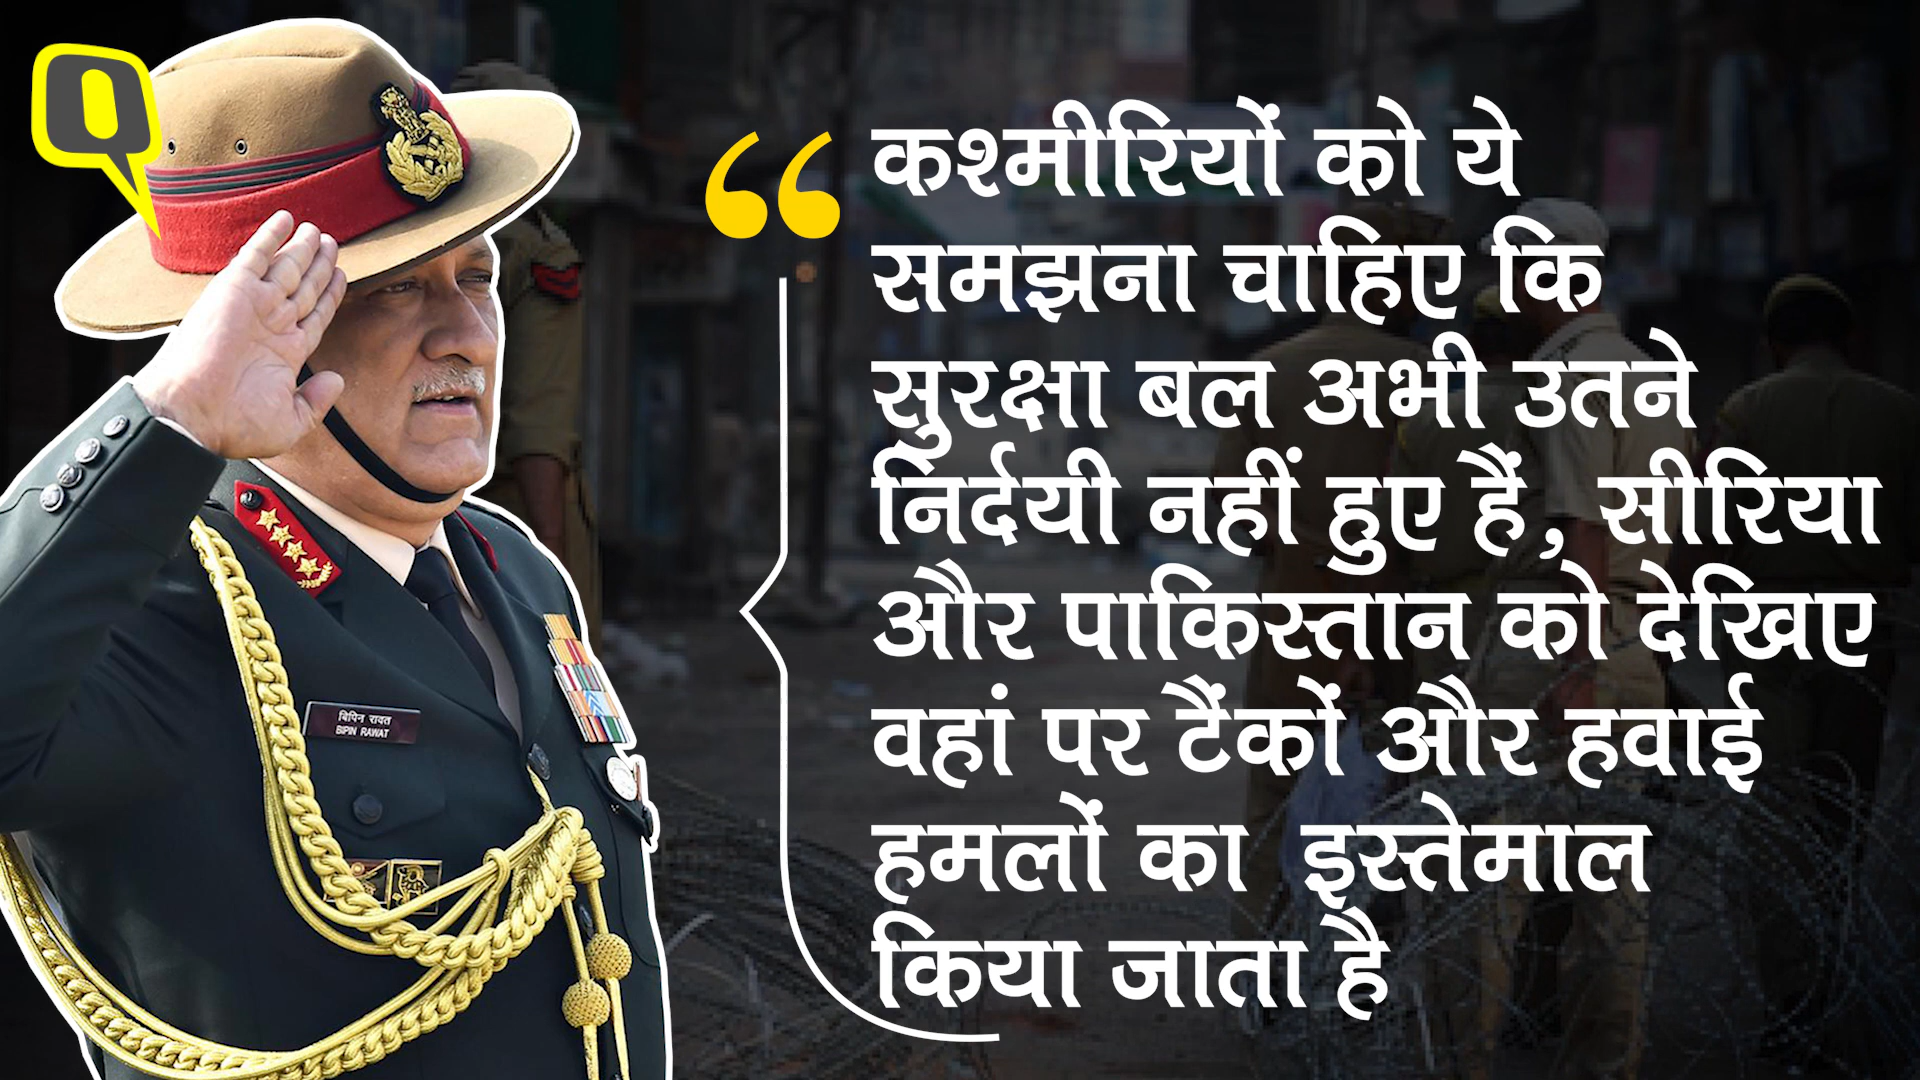 Q
कश्मीरियों को ये
समझना चाहिए कि
सुरक्षा बल अभी उतने
निर्दयी नहीं हुए हैं, सीरिया
और पाकिस्तान को देखिए
वहां पर टैंकों और हवाई
हमलों का इस्तेमाल
किया जाता है
बिपिन रावत
BIPIN RAWAT